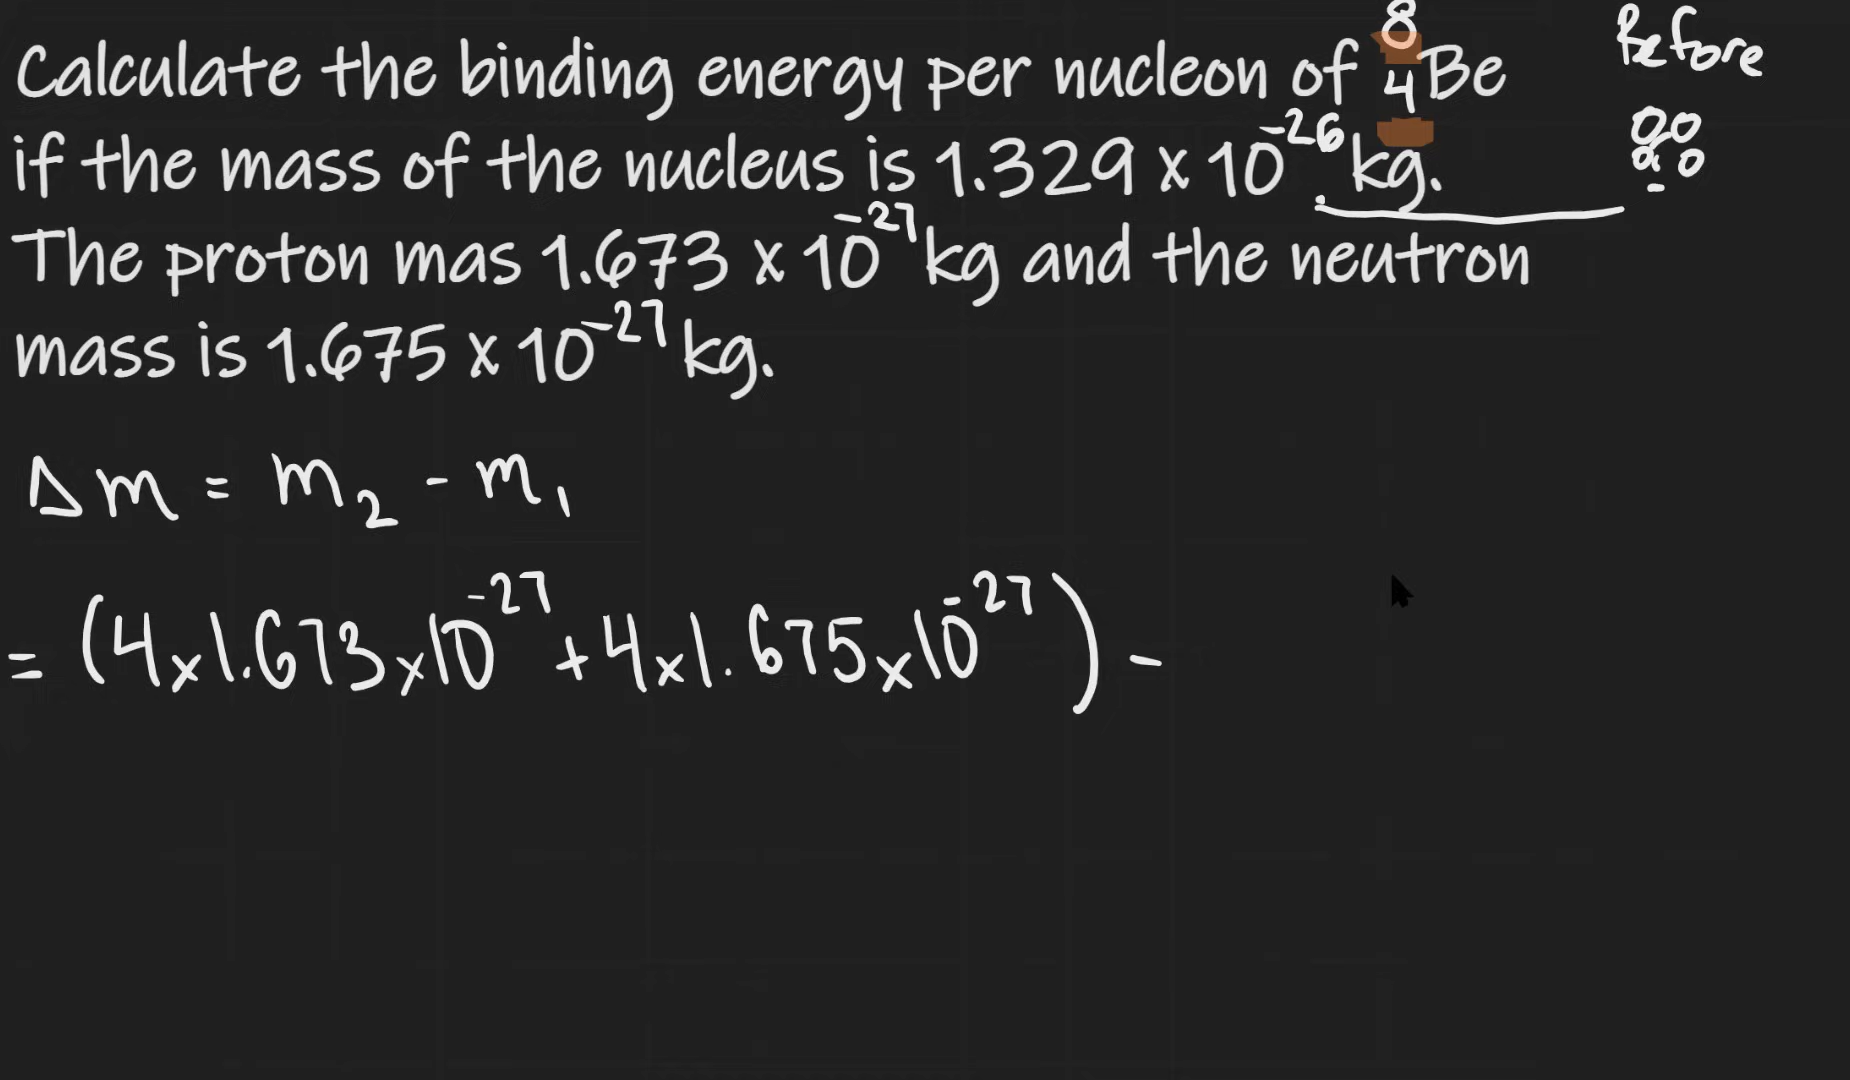 Calculate the binding energy per nucleon of ⁸₄Be
Before
if the mass of the nucleus is 1.329 x 10⁻²⁶ kg.
The proton mas 1.673 x 10⁻²⁷ kg and the neutron
mass is 1.675 x 10⁻²⁷ kg.
Δm = m₂ - m₁
= (4x1.673x10⁻²⁷ + 4x1.675x10⁻²⁷) -